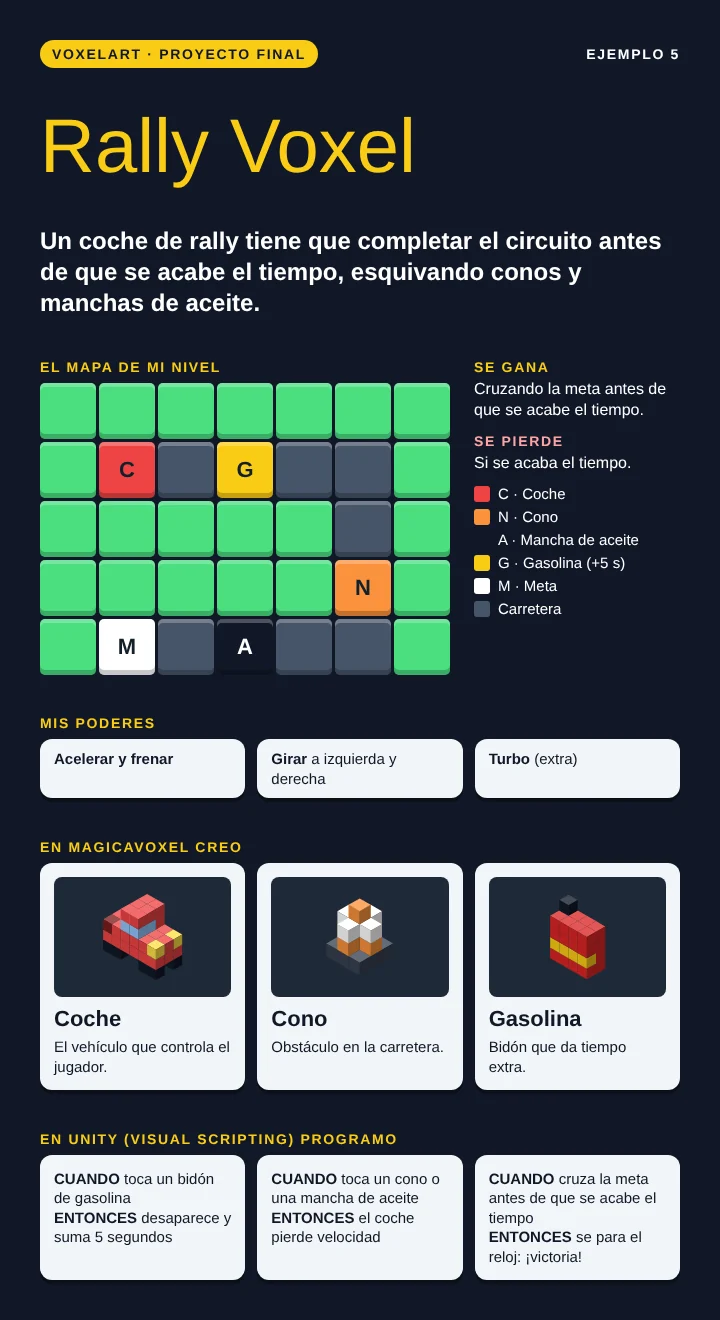 VOXELART · PROYECTO FINAL
EJEMPLO 5
Rally Voxel
Un coche de rally tiene que completar el circuito antes
de que se acabe el tiempo, esquivando conos y
manchas de aceite.
EL MAPA DE MI NIVEL
C
G
N
M
A
SE GANA
Cruzando la meta antes de
que se acabe el tiempo.
SE PIERDE
Si se acaba el tiempo.
C · Coche
N · Cono
A · Mancha de aceite
G · Gasolina (+5 s)
M · Meta
Carretera
MIS PODERES
Acelerar y frenar
Girar a izquierda y
derecha
Turbo (extra)
EN MAGICAVOXEL CREO
Coche
El vehículo que controla el
jugador.
Cono
Obstáculo en la carretera.
Gasolina
Bidón que da tiempo
extra.
EN UNITY (VISUAL SCRIPTING) PROGRAMO
CUANDO toca un bidón
de gasolina
ENTONCES desaparece y
suma 5 segundos
CUANDO toca un cono o
una mancha de aceite
ENTONCES el coche
pierde velocidad
CUANDO cruza la meta
antes de que se acabe el
tiempo
ENTONCES se para el
reloj: ¡victoria!